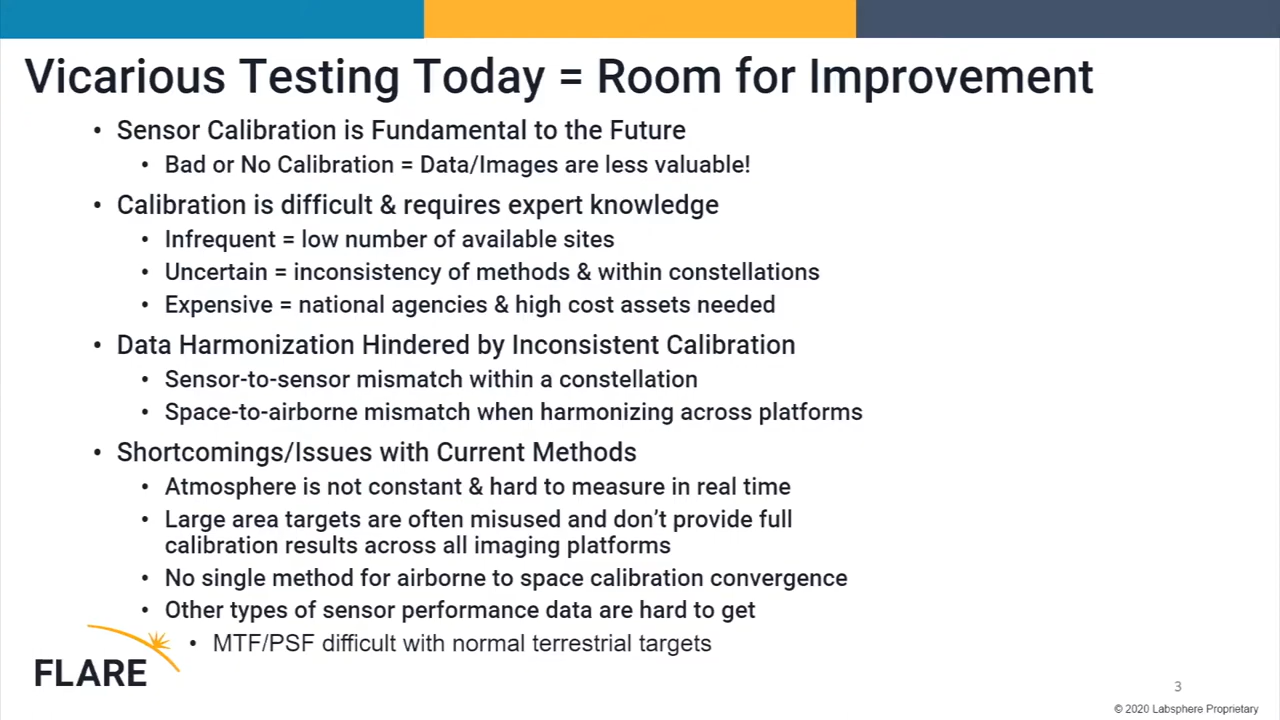 Vicarious Testing Today = Room for Improvement
• Sensor Calibration is Fundamental to the Future
• Bad or No Calibration = Data/Images are less valuable!
• Calibration is difficult & requires expert knowledge
• Infrequent = low number of available sites
• Uncertain = inconsistency of methods & within constellations
• Expensive = national agencies & high cost assets needed
• Data Harmonization Hindered by Inconsistent Calibration
• Sensor-to-sensor mismatch within a constellation
• Space-to-airborne mismatch when harmonizing across platforms
• Shortcomings/Issues with Current Methods
• Atmosphere is not constant & hard to measure in real time
• Large area targets are often misused and don’t provide full
calibration results across all imaging platforms
• No single method for airborne to space calibration convergence
• Other types of sensor performance data are hard to get
• MTF/PSF difficult with normal terrestrial targets
FLARE
3
© 2020 Labsphere Proprietary